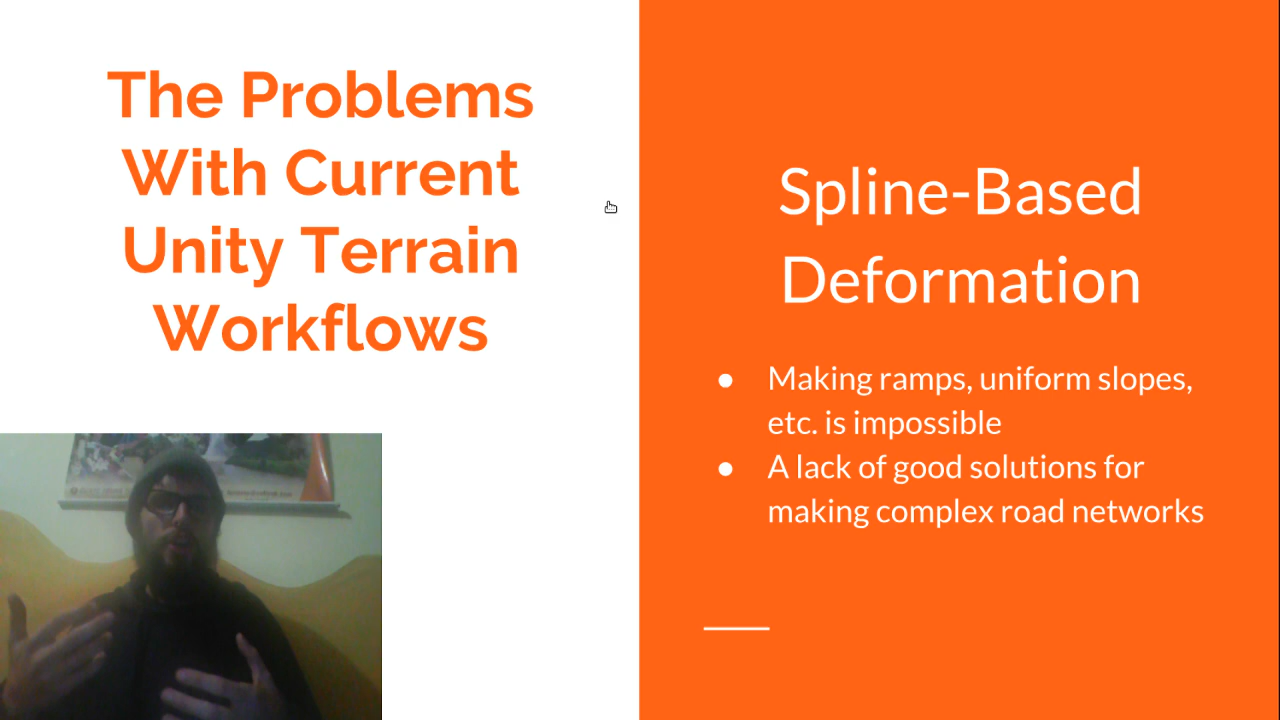 The Problems
With Current
Unity Terrain
Workflows
Spline-Based
Deformation
● Making ramps, uniform slopes,
etc. is impossible
● A lack of good solutions for
making complex road networks